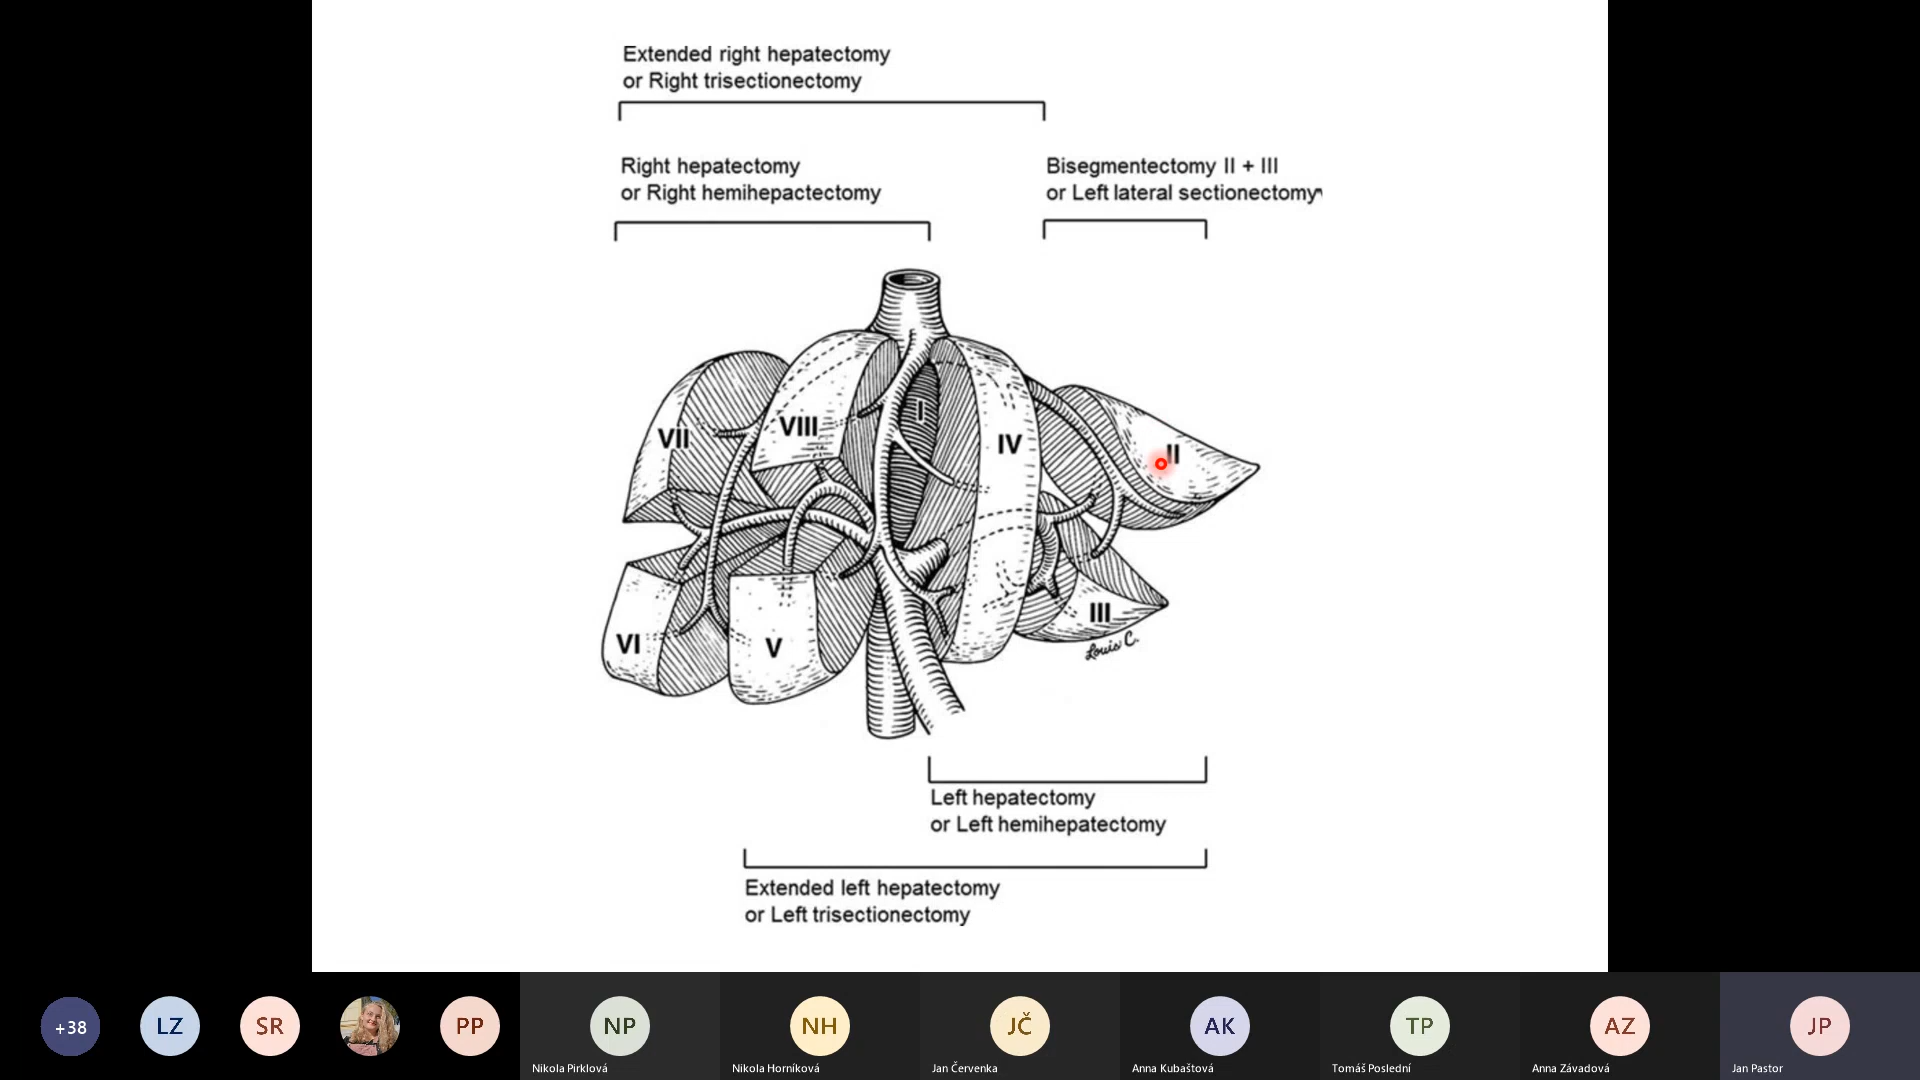 Extended right hepatectomy
or Right trisectionectomy
Right hepatectomy
or Right hemihepactectomy
Bisegmentectomy II + III
or Left lateral sectionectomy
VII
VIII
I
IV
II
VI
V
III
Louis C.
Left hepatectomy
or Left hemihepatectomy
Extended left hepatectomy
or Left trisectionectomy
+38
LZ
SR
PP
NP
NH
JČ
AK
TP
AZ
JP
Nikola Pirklová
Nikola Horníková
Jan Červenka
Anna Kubaštová
Tomáš Poslední
Anna Závadová
Jan Pastor